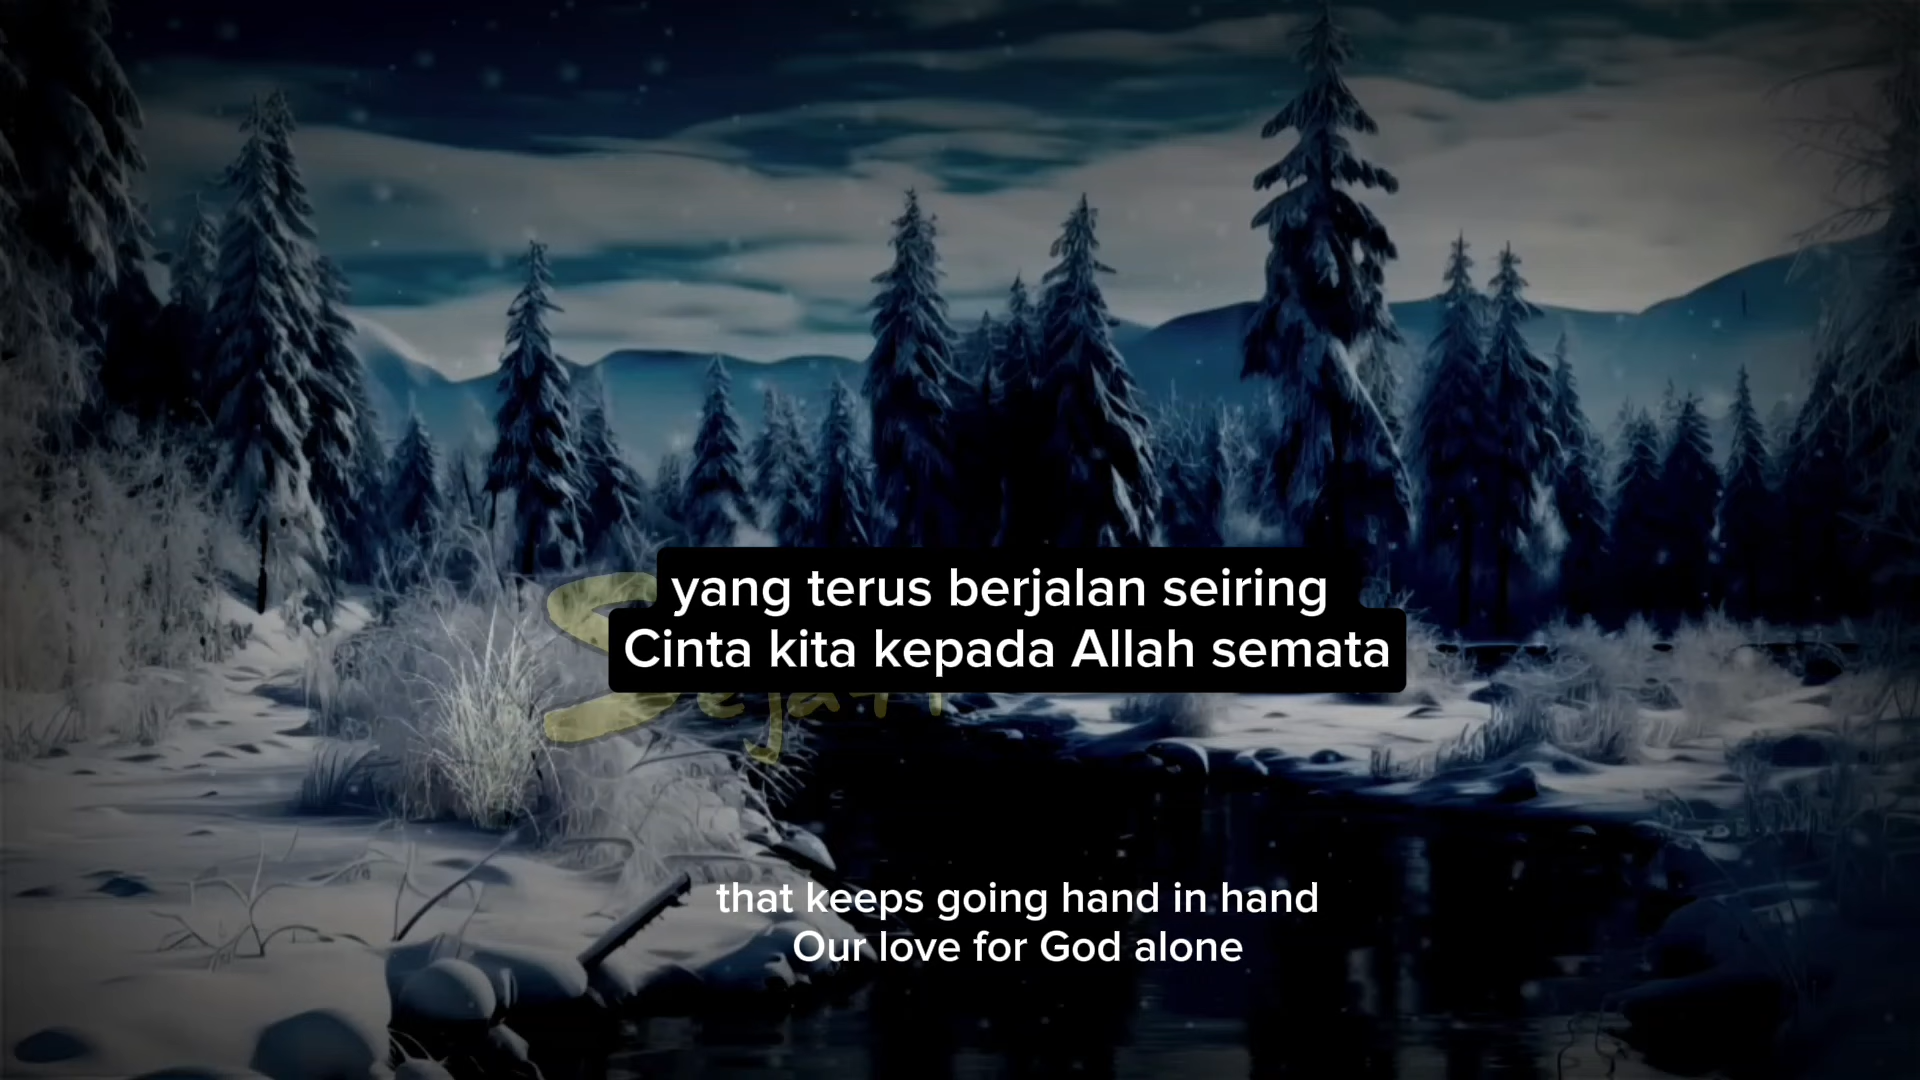 yang terus berjalan seiring
Cinta kita kepada Allah semata
Sejati
that keeps going hand in hand
Our love for God alone